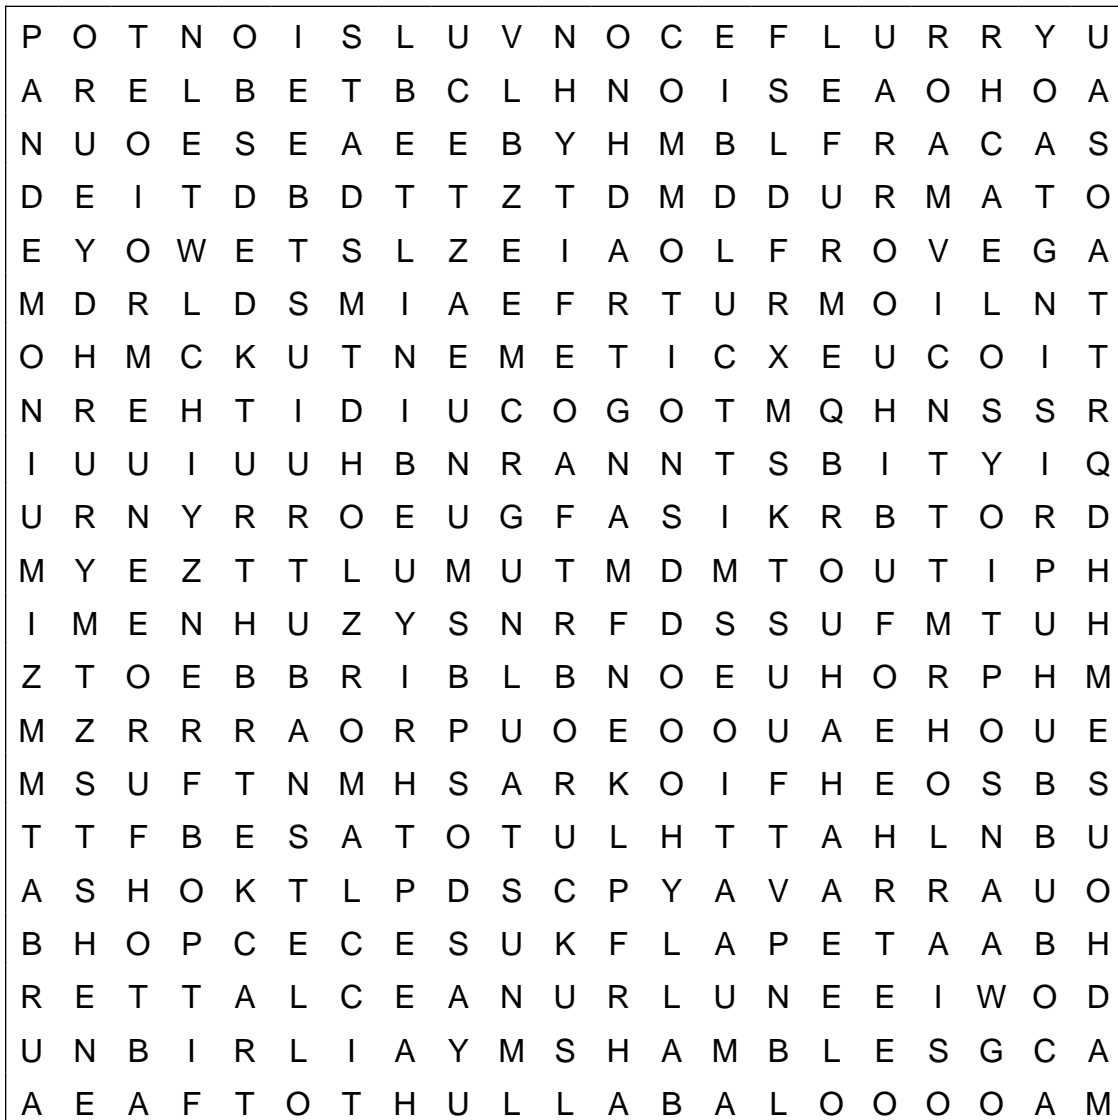 P O T N O I S L U V N O C E F L U R R Y U
A R E L B E T B C L H N O I S E A O H O A
N U O E S E A E E B Y H M B L F R A C A S
D E I T D B D T T Z T D M D D U R M A T O
E Y O W E T S L Z E I A O L F R O V E G A
M D R L D S M I A E F R T U R M O I L N T
O H M C K U T N E M E T I C X E U C O I T
N R E H T I D I U C O G O T M Q H N S S R
I U U I U U H B N R A N N T S B I T Y I Q
U R N Y R R O E U G F A S I K R B T O R D
M Y E Z T T L U M U T M D M T O U T I P H
I M E N H U Z Y S N R F D S S U F M T U H
Z T O E B B R I B L B N O E U H O R P H M
M Z R R R A O R P U O E O O U A E H O U E
M S U F T N M H S A R K O I F H E O S B S
T T F B E S A T O T U L H T T A H L N B U
A S H O K T L P D S C P Y A V A R R A U O
B H O P C E C E S U K F L A P E T A A B H
R E T T A L C E A N U R L U N E E I W O D
U N B I R L I A Y M S H A M B L E S G C A
A E A F T O T H U L L A B A L O O O O A M